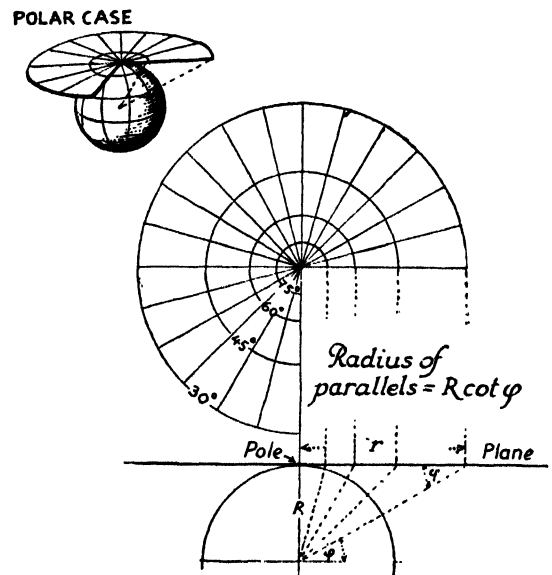 POLAR CASE
75°
60°
45°
30°
Radius of
parallels = R cot φ
Pole
r
Plane
φ
R
φ